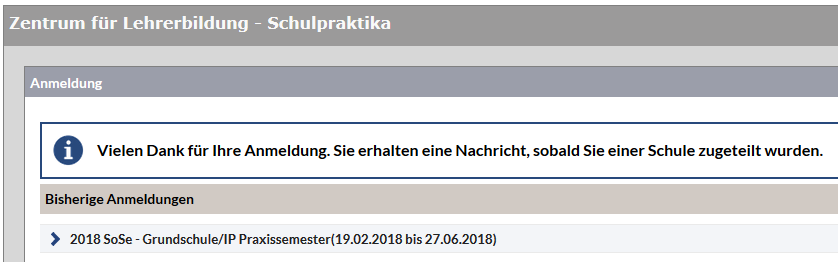 Zentrum für Lehrerbildung - Schulpraktika
Anmeldung
Vielen Dank für Ihre Anmeldung. Sie erhalten eine Nachricht, sobald Sie einer Schule zugeteilt wurden.
Bisherige Anmeldungen
2018 SoSe - Grundschule/IP Praxissemester(19.02.2018 bis 27.06.2018)